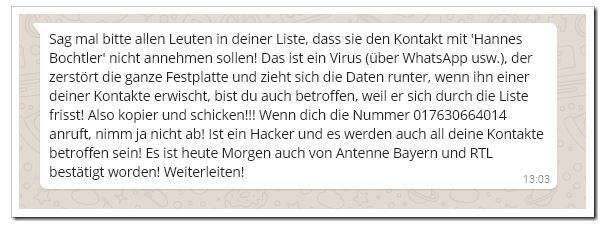 Sag mal bitte allen Leuten in deiner Liste, dass sie den Kontakt mit 'Hannes
Bochtler' nicht annehmen sollen! Das ist ein Virus (über WhatsApp usw.), der
zerstört die ganze Festplatte und zieht sich die Daten runter, wenn ihn einer
deiner Kontakte erwischt, bist du auch betroffen, weil er sich durch die Liste
frisst! Also kopier und schicken!!! Wenn dich die Nummer 017630664014
anruft, nimm ja nicht ab! Ist ein Hacker und es werden auch all deine Kontakte
betroffen sein! Es ist heute Morgen auch von Antenne Bayern und RTL
bestätigt worden! Weiterleiten!
13:03